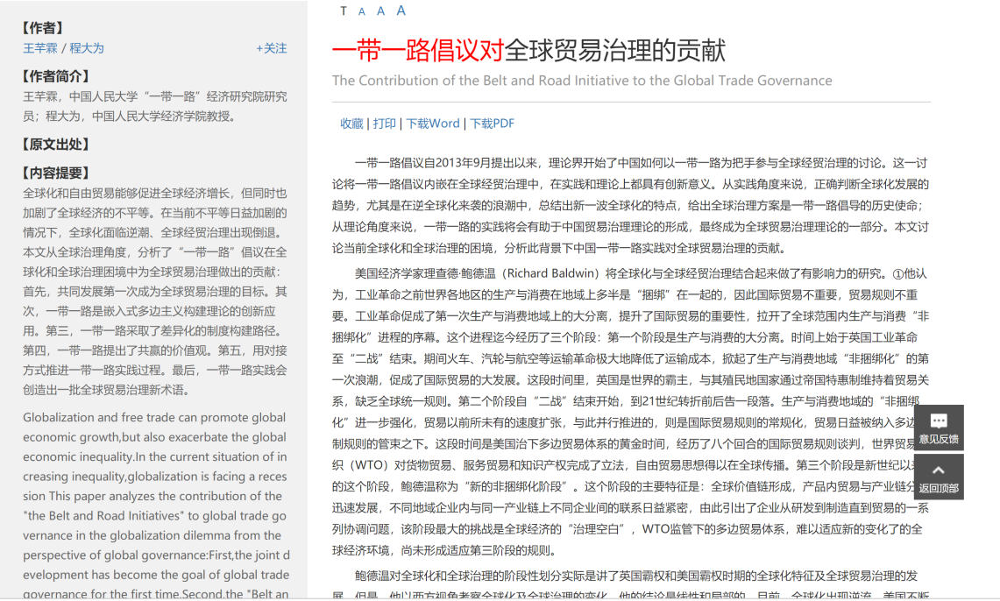 【作者】
王芊霖 / 程大为
+关注
【作者简介】
王芊霖，中国人民大学“一带一路”经济研究院研究
员；程大为，中国人民大学经济学院教授。
【原文出处】
【内容提要】
全球化和自由贸易能够促进全球经济增长，但同时也
加剧了全球经济的不平等。在当前不平等日益加剧的
情况下，全球化面临逆潮、全球经贸治理出现倒退。
本文从全球治理角度，分析了“一带一路”倡议在全
球化和全球治理困境中为全球贸易治理做出的贡献：
首先，共同发展第一次成为全球贸易治理的目标。其
次，一带一路是嵌入式多边主义构建理论的创新应
用。第三，一带一路采取了差异化的制度构建路径。
第四，一带一路提出了共赢的价值观。第五，用对接
方式推进一带一路实践过程。最后，一带一路实践会
创造出一批全球贸易治理新术语。
Globalization and free trade can promote global
economic growth,but also exacerbate the global
economic inequality.In the current situation of in
creasing inequality,globalization is facing a reces
sion This paper analyzes the contribution of the
"the Belt and Road Initiatives" to global trade go
vernance in the globalization dilemma from the
perspective of global governance:First,the joint d
evelopment has become the goal of global trade
governance for the first time.Second,the "Belt an
T A A A
一带一路倡议对全球贸易治理的贡献
The Contribution of the Belt and Road Initiative to the Global Trade Governance
收藏 | 打印 | 下载Word | 下载PDF
一带一路倡议自2013年9月提出以来，理论界开始了中国如何以一带一路为把手参与全球经贸治理的讨论。这一讨
论将一带一路倡议内嵌在全球经贸治理中，在实践和理论上都具有创新意义。从实践角度来说，正确判断全球化发展的
趋势，尤其是在逆全球化来袭的浪潮中，总结出新一波全球化的特点，给出全球治理方案是一带一路倡导的历史使命；
从理论角度来说，一带一路的实践将会有助于中国贸易治理理论的形成，最终成为全球贸易治理理论的一部分。本文讨
论当前全球化和全球治理的困境，分析此背景下中国一带一路实践对全球贸易治理的贡献。
美国经济学家理查德·鲍德温（Richard Baldwin）将全球化与全球经贸治理结合起来做了有影响力的研究。①他认
为，工业革命之前世界各地区的生产与消费在地域上多半是“捆绑”在一起的，因此国际贸易不重要，贸易规则不重
要。工业革命促成了第一次生产与消费地域上的大分离，提升了国际贸易的重要性，拉开了全球范围内生产与消费“非
捆绑化”进程的序幕。这个进程迄今经历了三个阶段：第一个阶段是生产与消费的大分离。时间上始于英国工业革命
至“二战”结束。期间火车、汽轮与航空等运输革命极大地降低了运输成本，掀起了生产与消费地域“非捆绑化”的第
一次浪潮，促成了国际贸易的大发展。这段时间里，英国是世界的霸主，与其殖民地国家通过帝国特惠制维持着贸易关
系，缺乏全球统一规则。第二个阶段自“二战”结束开始，到21世纪转折前后告一段落。生产与消费地域的“非捆绑
化”进一步强化，贸易以前所未有的速度扩张，与此并行推进的，则是国际贸易规则的常规化，贸易日益被纳入多边
制规则的管束之下。这段时间是美国治下多边贸易体系的黄金时间，经历了八个回合的国际贸易规则谈判，世界贸易
织（WTO）对货物贸易、服务贸易和知识产权完成了立法，自由贸易思想得以在全球传播。第三个阶段是新世纪以
的这个阶段，鲍德温称为“新的非捆绑化阶段”。这个阶段的主要特征是：全球价值链形成，产品内贸易与产业链分
迅速发展，不同地域企业内与同一产业链上不同企业间的联系日益紧密，由此引出了企业从研发到制造直到贸易的一系
列协调问题，该阶段最大的挑战是全球经济的“治理空白”，WTO监管下的多边贸易体系，难以适应新的变化了的全
球经济环境，尚未形成适应第三阶段的规则。
鲍德温对全球化和全球治理的阶段性划分实际是讲了英国霸权和美国霸权时期的全球化特征及全球贸易治理的发
展。但是，他以西方视角考察全球化及全球治理的变化，他的结论是线性和局部的。目前，全球化出现逆流，美国不断
意见反馈
返回顶部